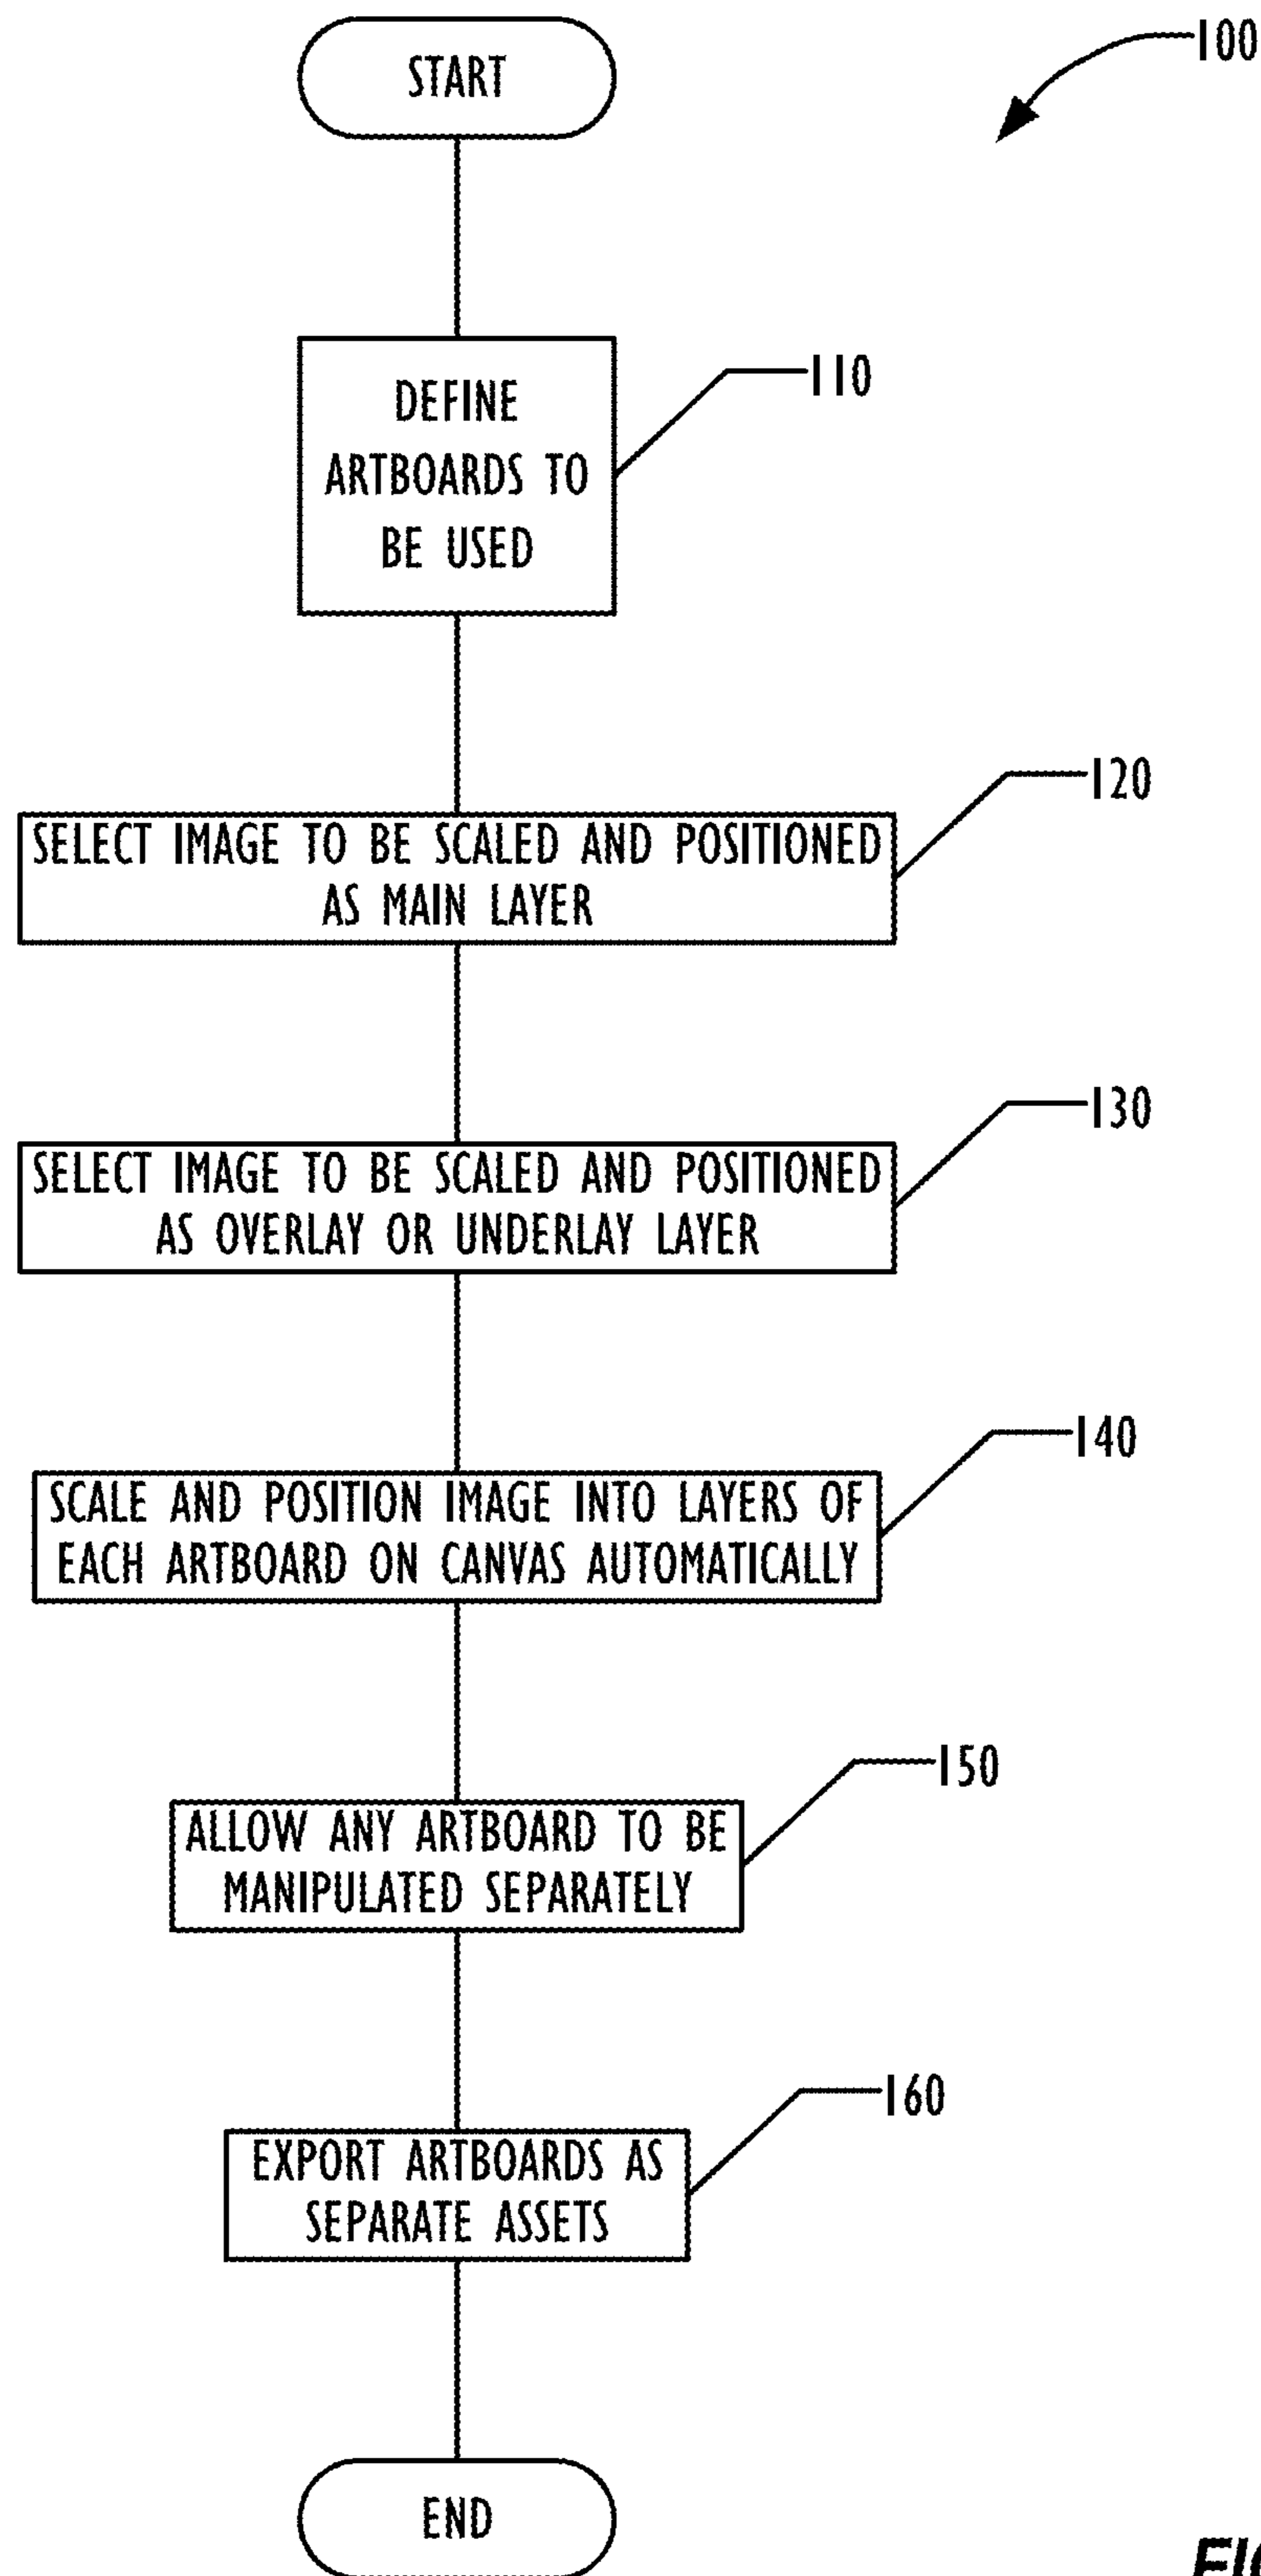 START
100
DEFINE
ARTBOARDS TO
BE USED
110
120
SELECT IMAGE TO BE SCALED AND POSITIONED
AS MAIN LAYER
130
SELECT IMAGE TO BE SCALED AND POSITIONED
AS OVERLAY OR UNDERLAY LAYER
140
SCALE AND POSITION IMAGE INTO LAYERS OF
EACH ARTBOARD ON CANVAS AUTOMATICALLY
150
ALLOW ANY ARTBOARD TO BE
MANIPULATED SEPARATELY
160
EXPORT ARTBOARDS AS
SEPARATE ASSETS
END